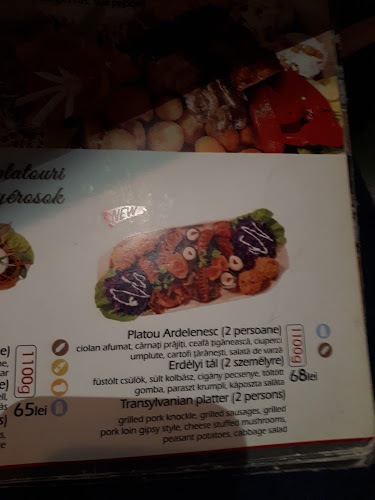 platouri
NEW
Platou Ardelenesc (2 persoane)
ciolan afumat, cârnați prăjiți, ceafă țigănească, ciuperci
umplute, cartofi țărănești, salată de varză
Erdélyi tál (2 személyre)
füstölt csülök, sült kolbász, cigány pecsenye, töltött
gomba, paraszt krumpli, káposzta saláta
Transylvanian platter (2 persons)
grilled pork knockle, grilled sausages, grilled
pork loin gipsy style, cheese stuffed mushrooms,
peasant potatoes, cabbage salad
1100g
68lei
1100g
65lei